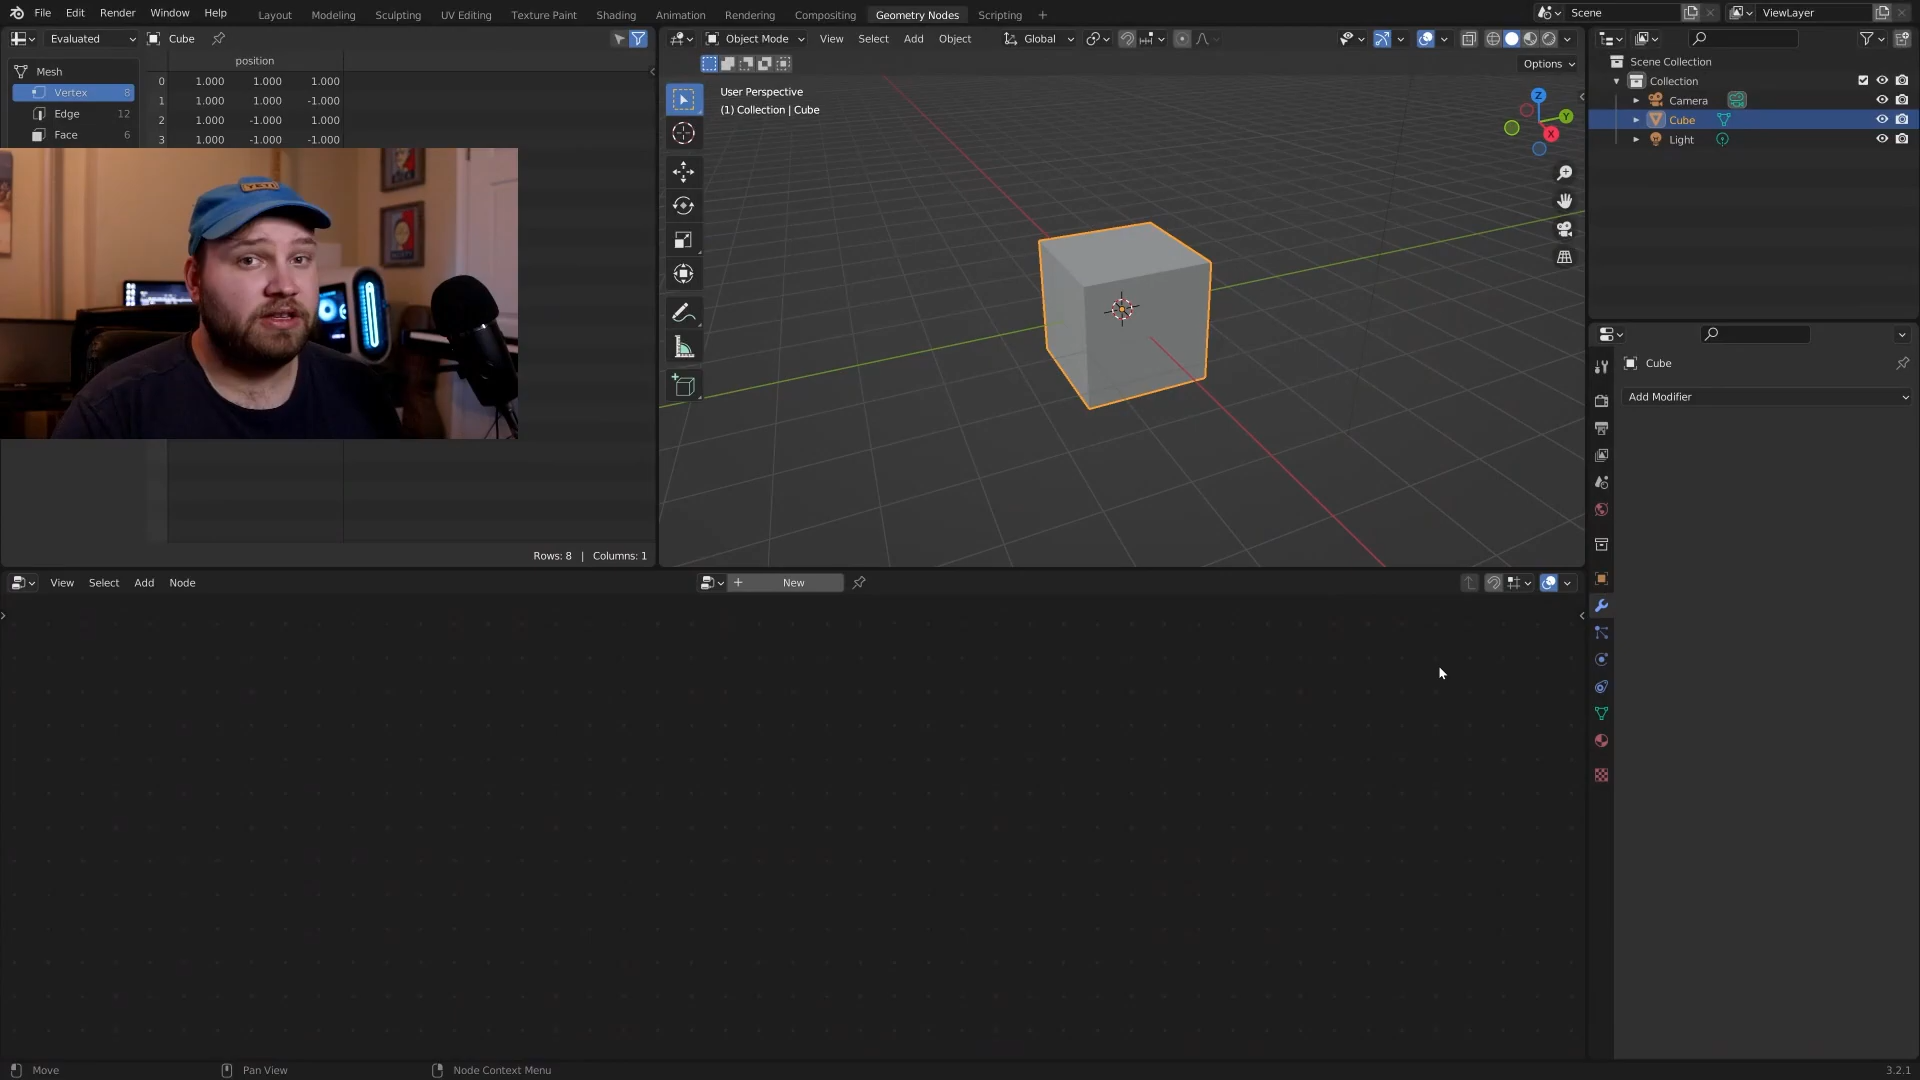 File Edit Render Window Help
Layout Modeling Sculpting UV Editing Texture Paint Shading Animation Rendering Compositing Geometry Nodes Scripting
Scene
ViewLayer
Evaluated
Cube
Object Mode View Select Add Object
Global
Options
position
Mesh
Vertex 8
Edge 12
Face 6
0 1.000 1.000 1.000
1 1.000 1.000 -1.000
2 1.000 -1.000 1.000
3 1.000 -1.000 -1.000
YETI
Rows: 8 | Columns: 1
User Perspective
(1) Collection | Cube
Z
Y
X
Scene Collection
Collection
Camera
Cube
Light
Cube
Add Modifier
View Select Add Node
New
Move
Pan View
Node Context Menu
3.2.1